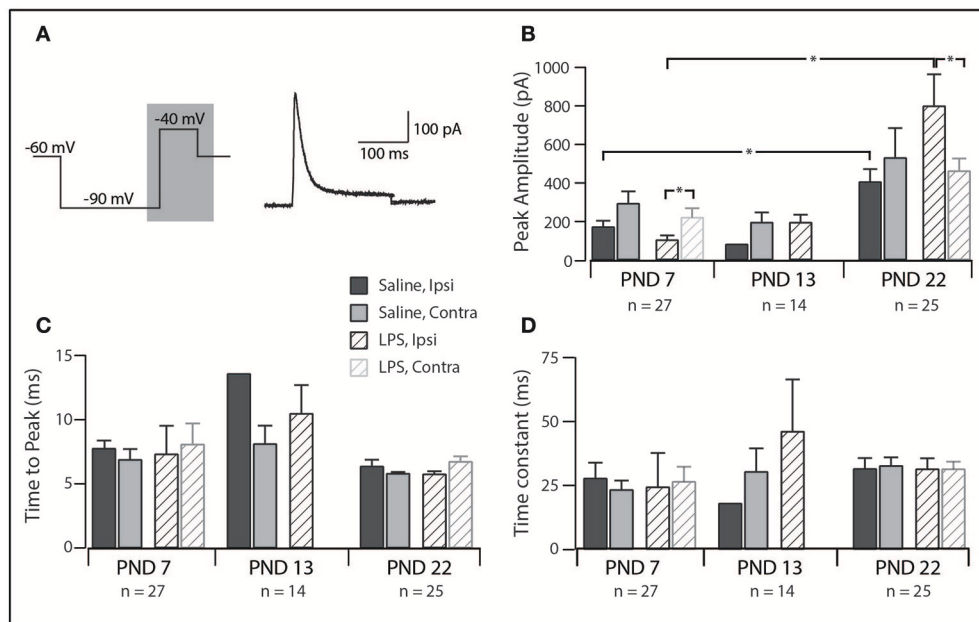 A
-60 mV
-90 mV
-40 mV
100 pA
100 ms
B
Peak Amplitude (pA)
1000
800
600
400
200
0
*
*
*
*
PND 7
PND 13
PND 22
n = 27
n = 14
n = 25
Saline, Ipsi
Saline, Contra
LPS, Ipsi
LPS, Contra
C
Time to Peak (ms)
15
10
5
0
PND 7
PND 13
PND 22
n = 27
n = 14
n = 25
D
Time constant (ms)
75
50
25
0
PND 7
PND 13
PND 22
n = 27
n = 14
n = 25